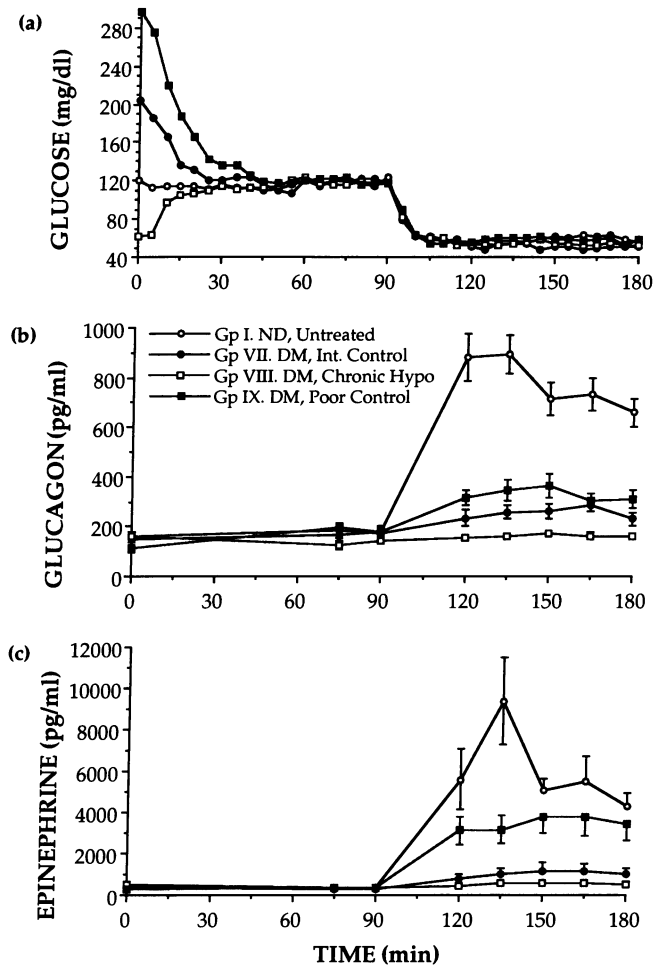 (a)
GLUCOSE (mg/dl)
280
240
200
160
120
80
40
0 30 60 90 120 150 180
(b)
GLUCAGON (pg/ml)
1000
800
600
400
200
0
Gp I. ND, Untreated
Gp VII. DM, Int. Control
Gp VIII. DM, Chronic Hypo
Gp IX. DM, Poor Control
0 30 60 90 120 150 180
(c)
EPINEPHRINE (pg/ml)
12000
10000
8000
6000
4000
2000
0
0 30 60 90 120 150 180
TIME (min)